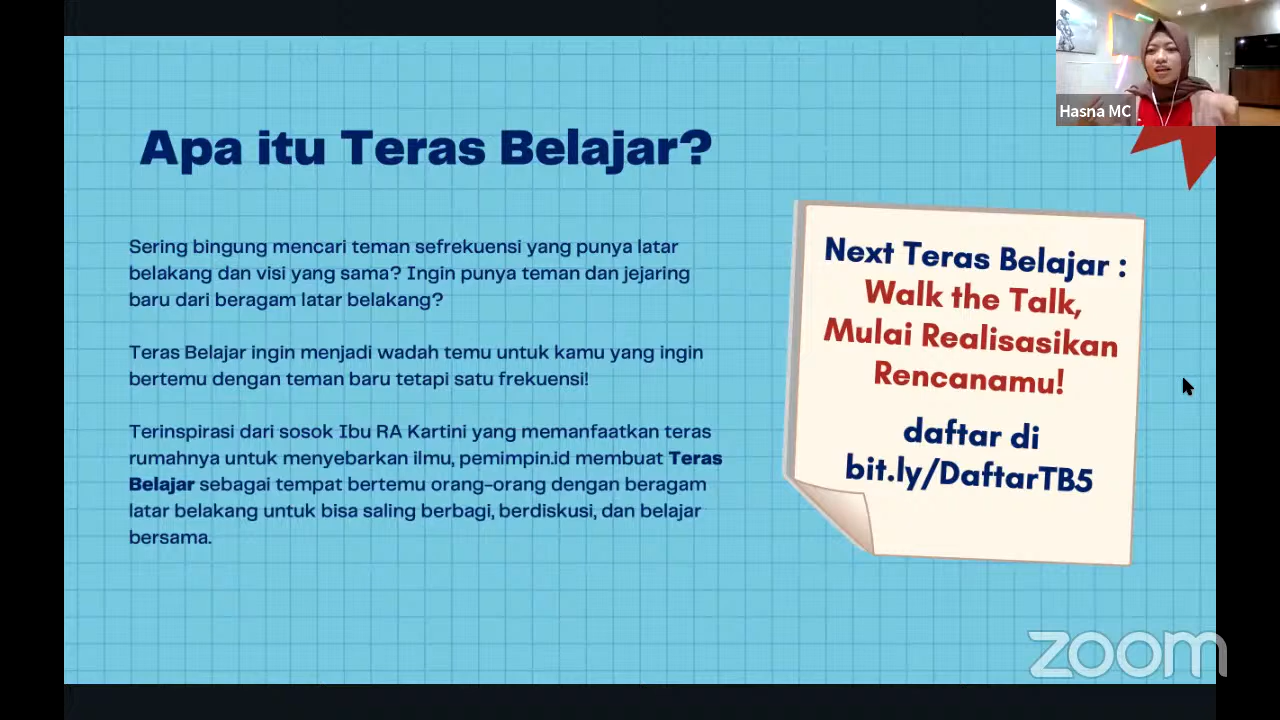 Hasna MC
Apa itu Teras Belajar?
Sering bingung mencari teman sefrekuensi yang punya latar
belakang dan visi yang sama? Ingin punya teman dan jejaring
baru dari beragam latar belakang?
Teras Belajar ingin menjadi wadah temu untuk kamu yang ingin
bertemu dengan teman baru tetapi satu frekuensi!
Terinspirasi dari sosok Ibu RA Kartini yang memanfaatkan teras
rumahnya untuk menyebarkan ilmu, pemimpin.id membuat Teras
Belajar sebagai tempat bertemu orang-orang dengan beragam
latar belakang untuk bisa saling berbagi, berdiskusi, dan belajar
bersama.
Next Teras Belajar :
Walk the Talk,
Mulai Realisasikan
Rencanamu!
daftar di
bit.ly/DaftarTB5
zoom